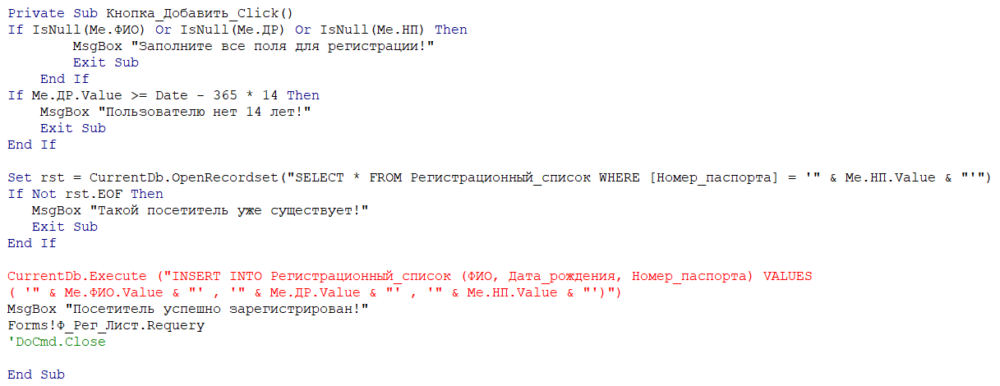 Private Sub Кнопка_Добавить_Click()
If IsNull(Me.ФИО) Or IsNull(Me.ДР) Or IsNull(Me.НП) Then
MsgBox "Заполните все поля для регистрации!"
Exit Sub
End If
If Me.ДР.Value >= Date - 365 * 14 Then
MsgBox "Пользователю нет 14 лет!"
Exit Sub
End If
Set rst = CurrentDb.OpenRecordset("SELECT * FROM Регистрационный_список WHERE [Номер_паспорта] = '" & Me.НП.Value & "'")
If Not rst.EOF Then
MsgBox "Такой посетитель уже существует!"
Exit Sub
End If
CurrentDb.Execute ("INSERT INTO Регистрационный_список (ФИО, Дата_рождения, Номер_паспорта) VALUES
( '" & Me.ФИО.Value & "' , '" & Me.ДР.Value & "' , '" & Me.НП.Value & "')")
MsgBox "Посетитель успешно зарегистрирован!"
Forms!Ф_Рег_Лист.Requery
'DoCmd.Close
End Sub